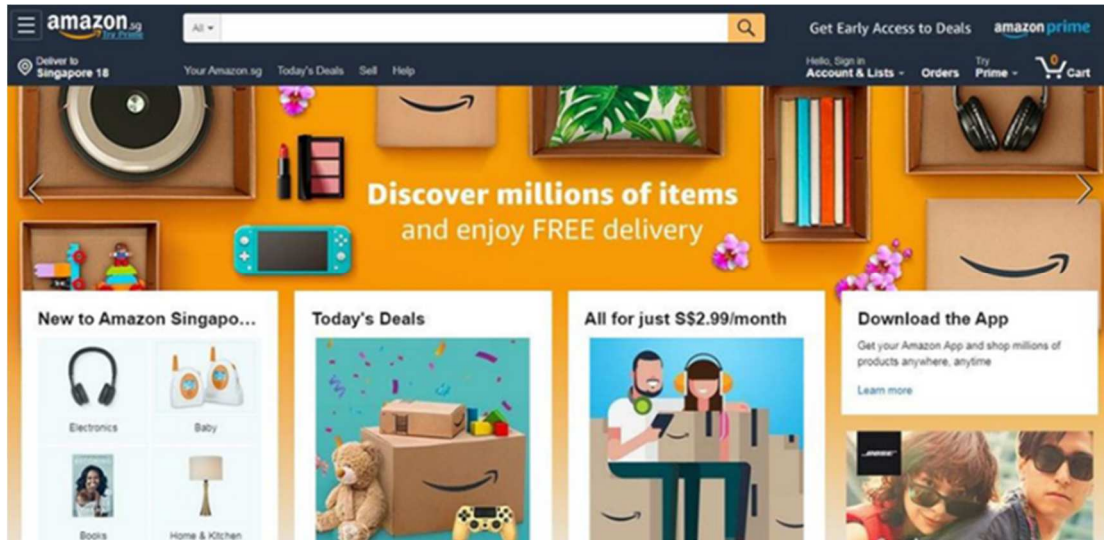 amazon.sg
Try Prime
All
Get Early Access to Deals
amazon prime
Deliver to
Singapore 18
Your Amazon.sg Today's Deals Sell Help
Hello, Sign in
Account & Lists
Orders
Try
Prime
0
Cart
Discover millions of items
and enjoy FREE delivery
New to Amazon Singapo...
Electronics
Baby
BECOMING
Books
Home & Kitchen
Today's Deals
All for just S$2.99/month
Download the App
Get your Amazon App and shop millions of
products anywhere, anytime
Learn more
BOSE